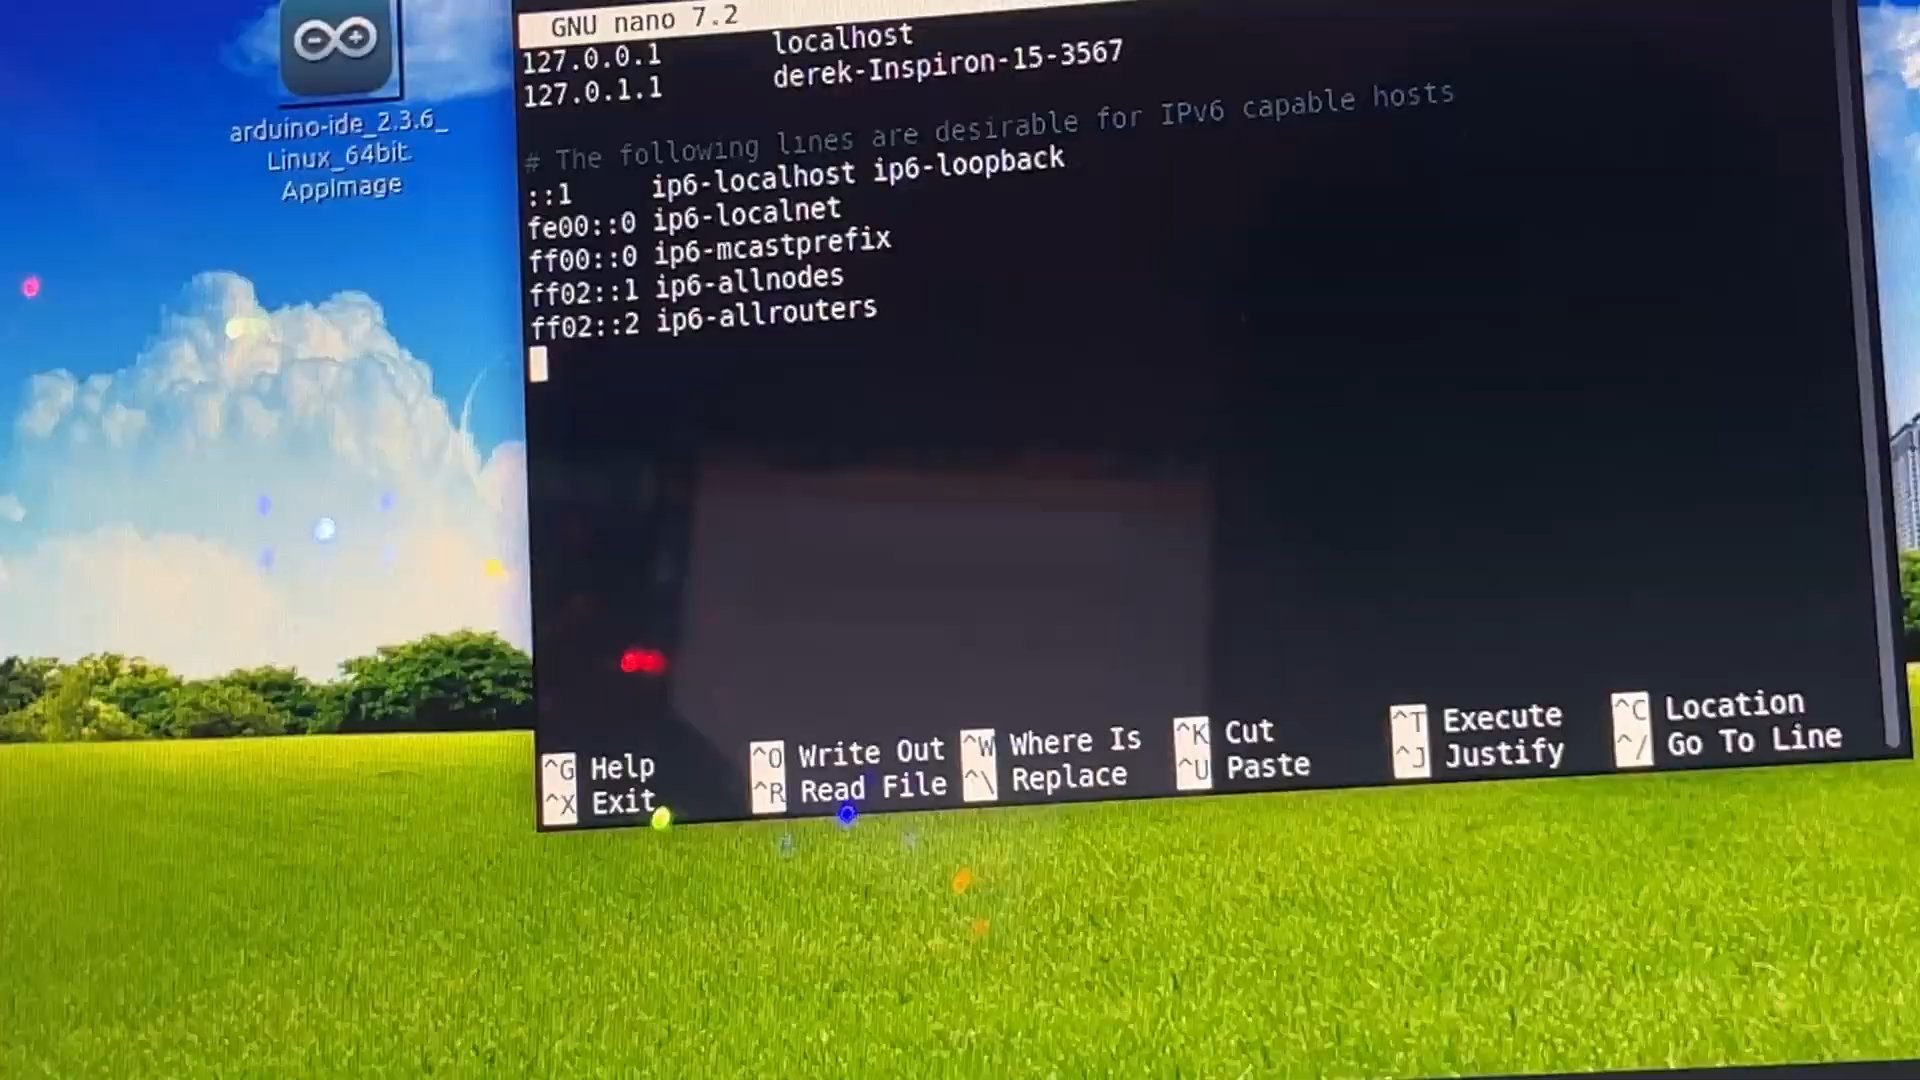 arduino-ide_2.3.6_
Linux_64bit.
AppImage
GNU nano 7.2
127.0.0.1 localhost
127.0.1.1 derek-Inspiron-15-3567
# The following lines are desirable for IPv6 capable hosts
::1 ip6-localhost ip6-loopback
fe00::0 ip6-localnet
ff00::0 ip6-mcastprefix
ff02::1 ip6-allnodes
ff02::2 ip6-allrouters
^G Help ^O Write Out ^W Where Is ^K Cut ^T Execute ^C Location
^X Exit ^R Read File ^\ Replace ^U Paste ^J Justify ^/ Go To Line